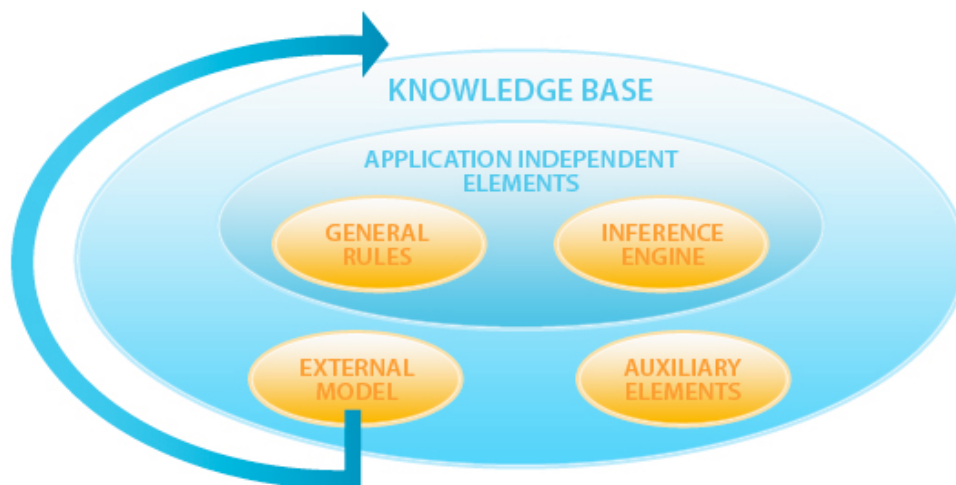 KNOWLEDGE BASE
APPLICATION INDEPENDENT
ELEMENTS
GENERAL
RULES
INFERENCE
ENGINE
EXTERNAL
MODEL
AUXILIARY
ELEMENTS